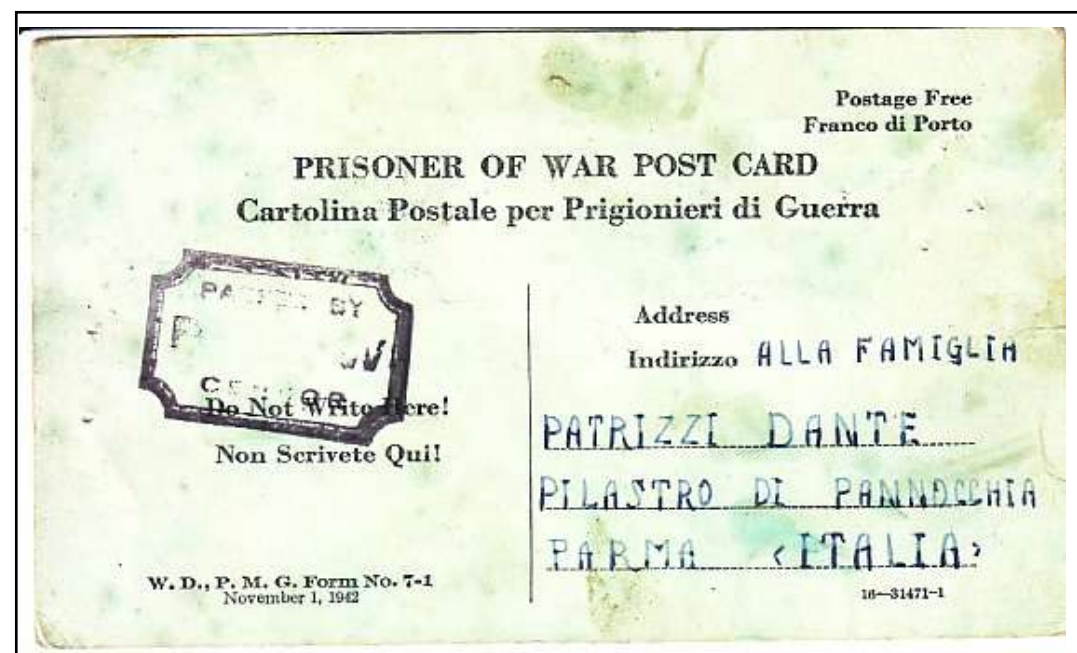 Postage Free
Franco di Porto
PRISONER OF WAR POST CARD
Cartolina Postale per Prigionieri di Guerra
PASSED BY
CENSOR
Do Not Write Here!
Non Scrivete Qui!
W. D., P. M. G. Form No. 7-1
November 1, 1942
Address
Indirizzo ALLA FAMIGLIA
PATRIZZI DANTE
PILASTRO DI PANNOCCHIA
PARMA <ITALIA>
16—31471-1